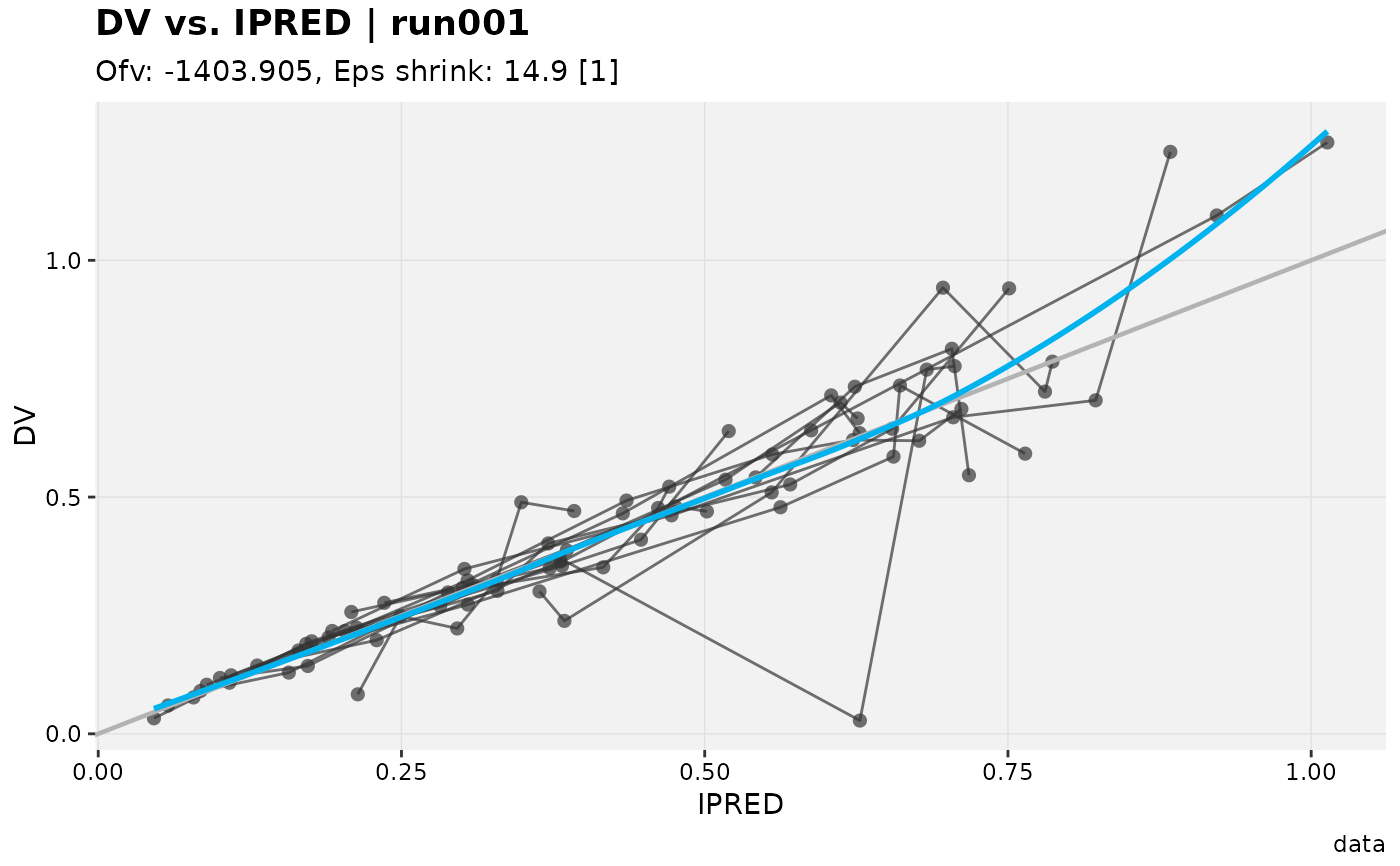 DV vs. IPRED | run001
Ofv: -1403.905, Eps shrink: 14.9 [1]
DV
1.0
0.5
0.0
0.00 0.25 0.50 0.75 1.00
IPRED
data